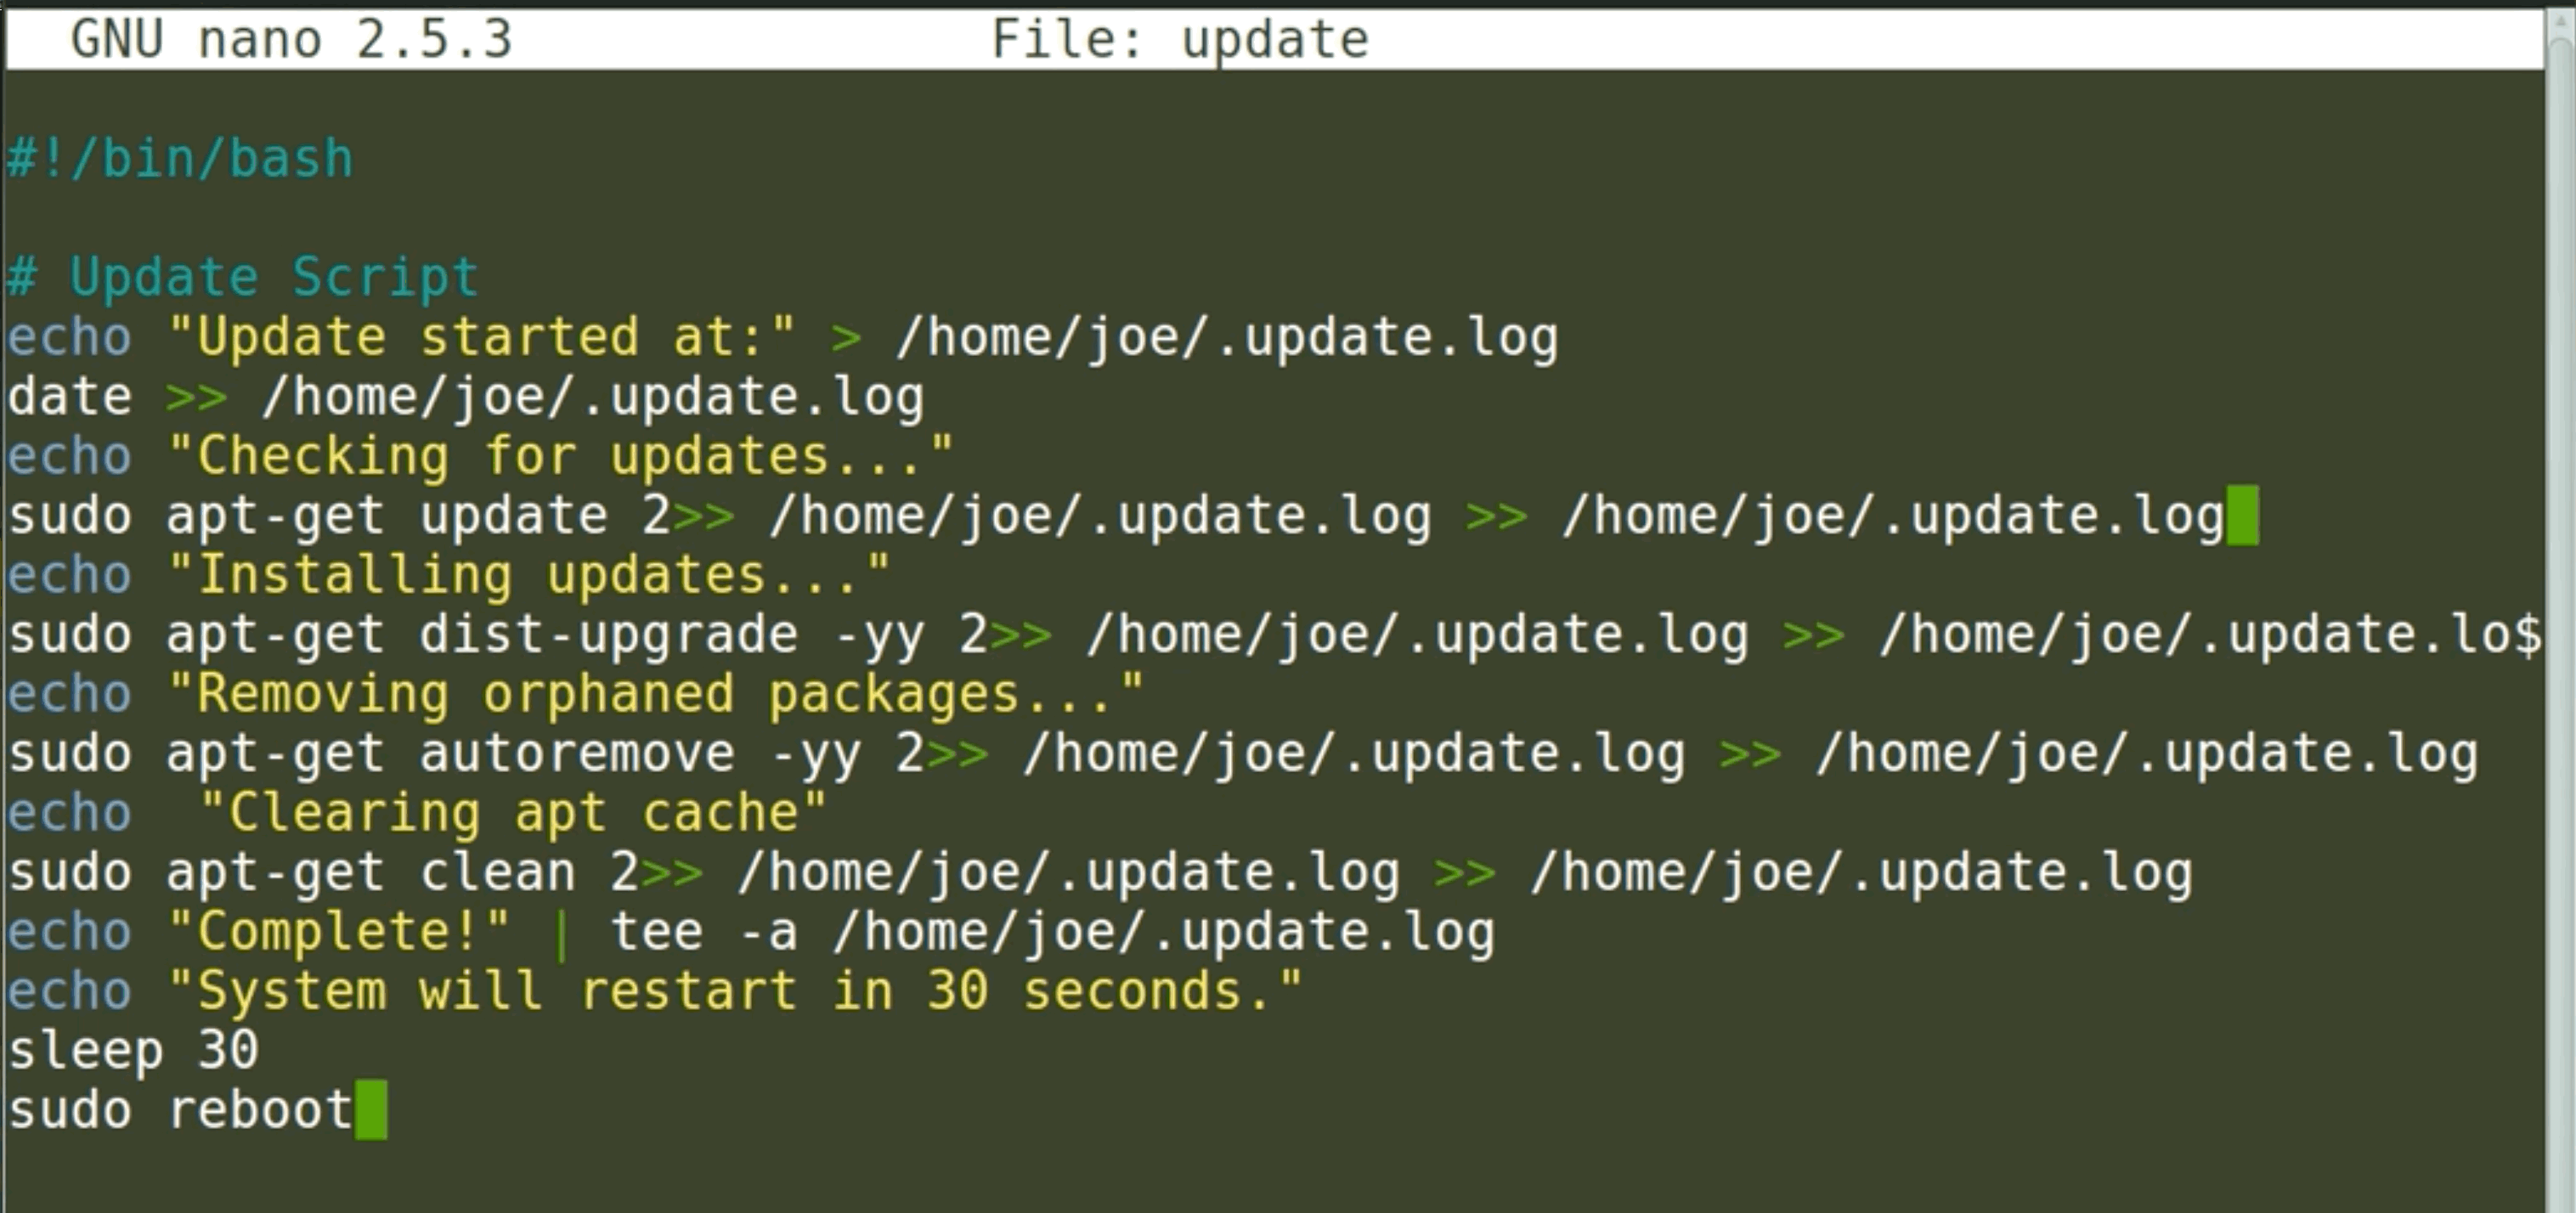 GNU nano 2.5.3 File: update
#!/bin/bash
# Update Script
echo "Update started at:" > /home/joe/.update.log
date >> /home/joe/.update.log
echo "Checking for updates..."
sudo apt-get update 2>> /home/joe/.update.log >> /home/joe/.update.log
echo "Installing updates..."
sudo apt-get dist-upgrade -yy 2>> /home/joe/.update.log >> /home/joe/.update.lo$
echo "Removing orphaned packages..."
sudo apt-get autoremove -yy 2>> /home/joe/.update.log >> /home/joe/.update.log
echo  "Clearing apt cache"
sudo apt-get clean 2>> /home/joe/.update.log >> /home/joe/.update.log
echo "Complete!" | tee -a /home/joe/.update.log
echo "System will restart in 30 seconds."
sleep 30
sudo reboot